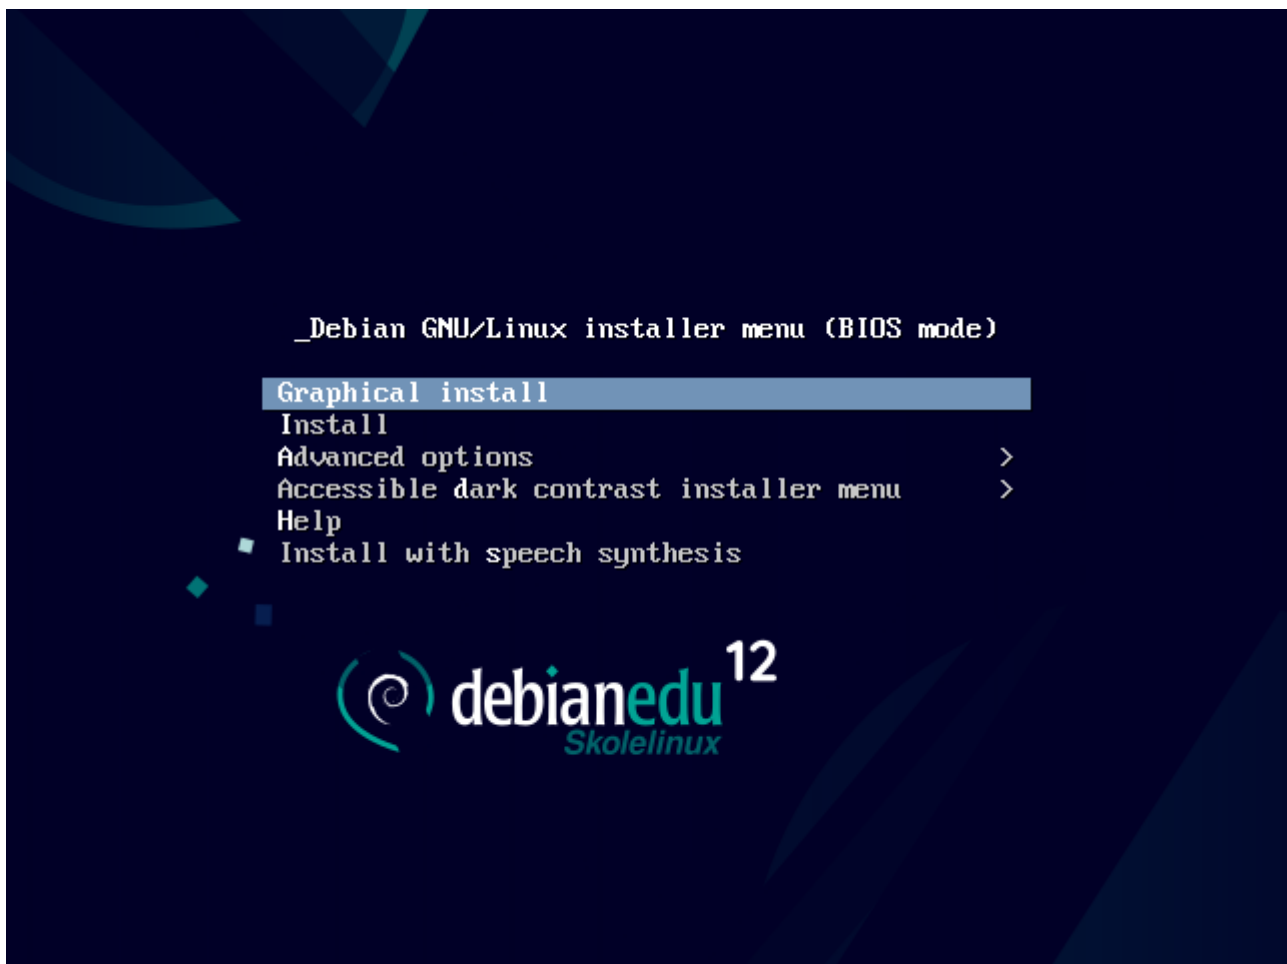 _Debian GNU/Linux installer menu (BIOS mode)
Graphical install
Install
Advanced options >
Accessible dark contrast installer menu >
Help
Install with speech synthesis
debianedu 12
Skolelinux